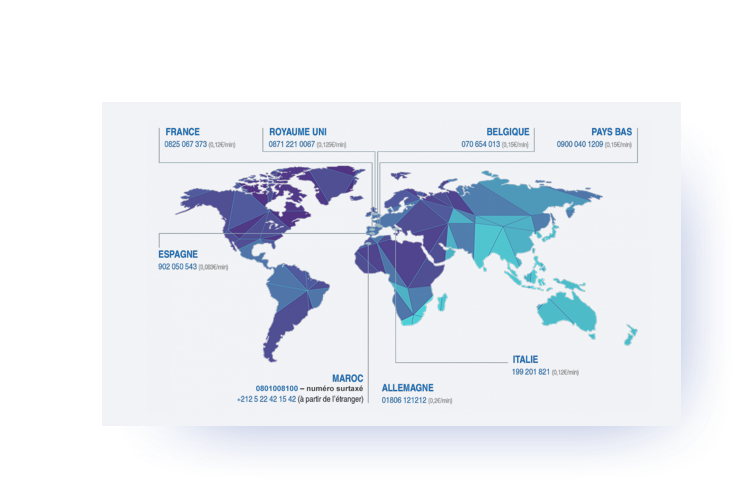 FRANCE
0825 067 373 (0,12€/min)
ROYAUME UNI
0871 221 0067 (0,125€/min)
BELGIQUE
070 654 013 (0,15€/min)
PAYS BAS
0900 040 1209 (0,15€/min)
ESPAGNE
902 050 543 (0,083€/min)
ITALIE
199 201 821 (0,12€/min)
MAROC
0801008100 – numéro surtaxé
+212 5 22 42 15 42 (à partir de l'étranger)
ALLEMAGNE
01806 121212 (0,2€/min)